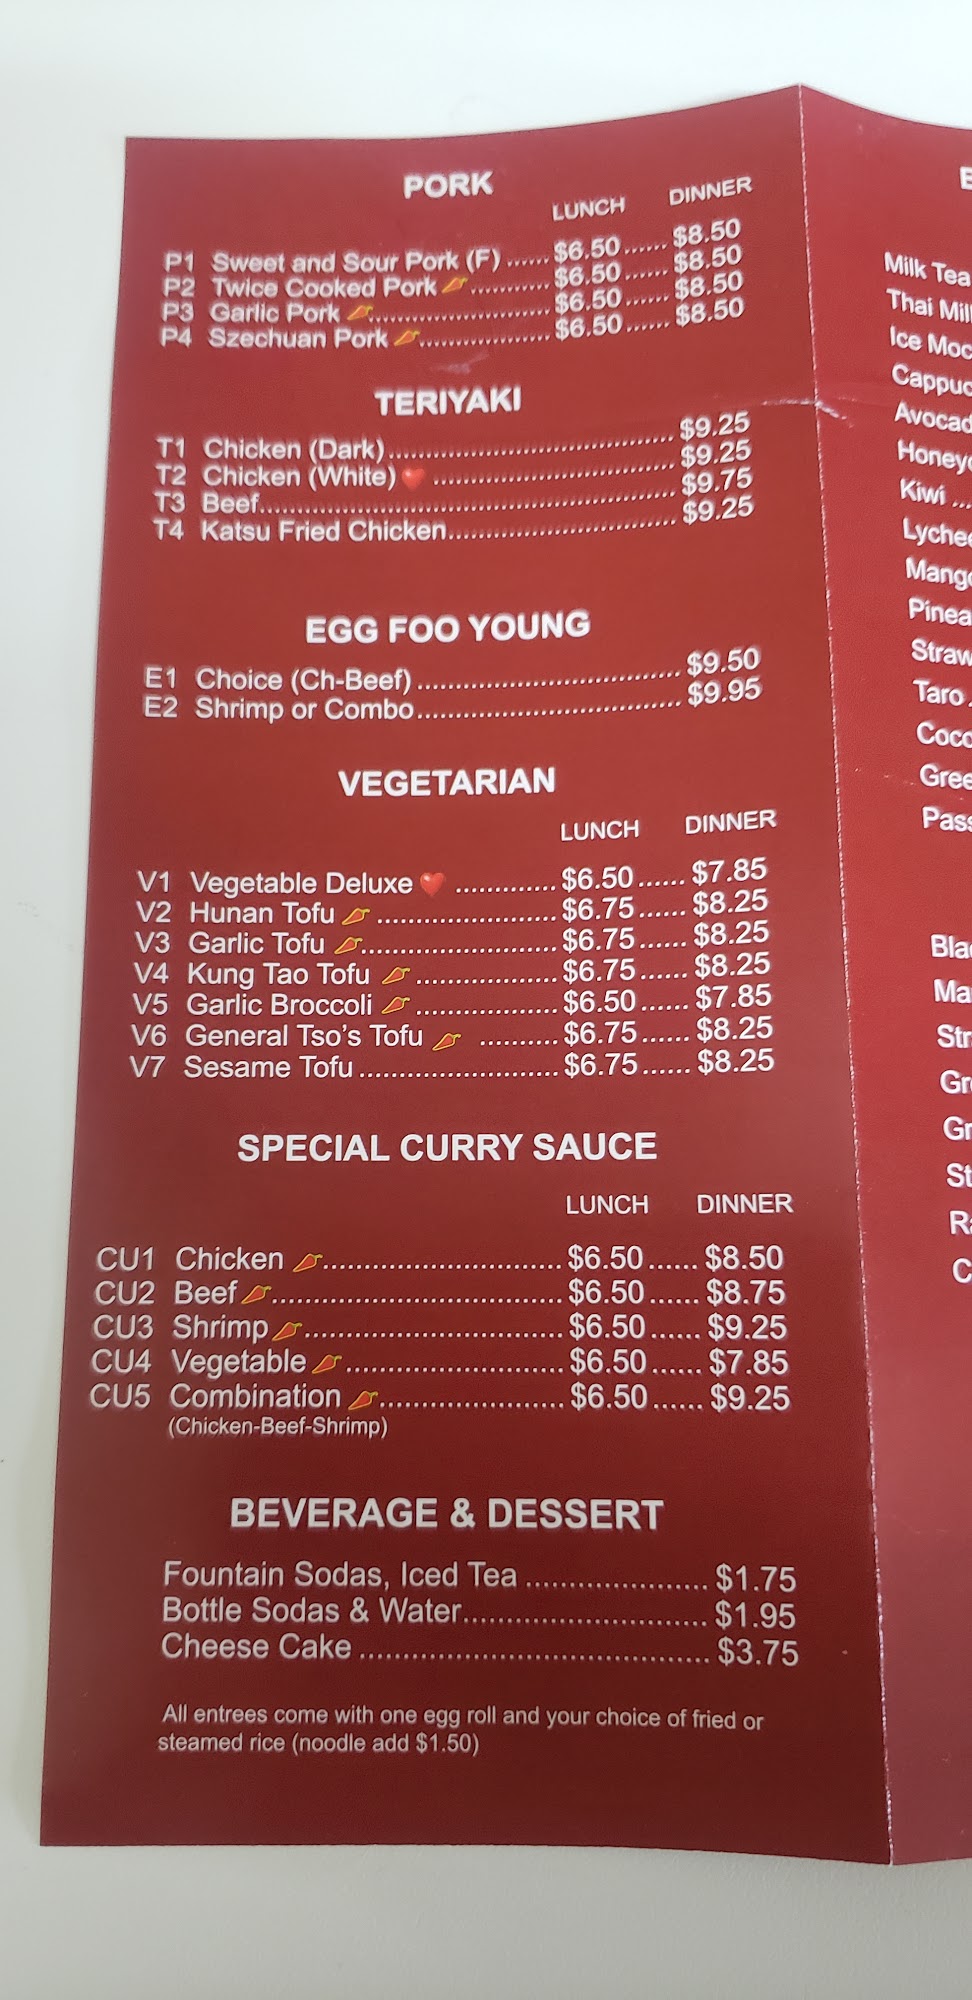 PORK
LUNCH DINNER
P1 Sweet and Sour Pork (F) ...... $6.50 ...... $8.50
P2 Twice Cooked Pork ........... $6.50 ...... $8.50
P3 Garlic Pork ......................... $6.50 ...... $8.50
P4 Szechuan Pork .................. $6.50 ...... $8.50
TERIYAKI
T1 Chicken (Dark) ........................................ $9.25
T2 Chicken (White) .................................. $9.25
T3 Beef .......................................................... $9.75
T4 Katsu Fried Chicken ................................ $9.25
EGG FOO YOUNG
E1 Choice (Ch-Beef) .................................. $9.50
E2 Shrimp or Combo .................................. $9.95
VEGETARIAN
LUNCH DINNER
V1 Vegetable Deluxe ............. $6.50 ...... $7.85
V2 Hunan Tofu ....................... $6.75 ...... $8.25
V3 Garlic Tofu ......................... $6.75 ...... $8.25
V4 Kung Tao Tofu .................. $6.75 ...... $8.25
V5 Garlic Broccoli .................. $6.50 ...... $7.85
V6 General Tso's Tofu .......... $6.75 ...... $8.25
V7 Sesame Tofu ......................... $6.75 ...... $8.25
SPECIAL CURRY SAUCE
LUNCH DINNER
CU1 Chicken .............................. $6.50 ...... $8.50
CU2 Beef .................................... $6.50 ...... $8.75
CU3 Shrimp ................................ $6.50 ...... $9.25
CU4 Vegetable ........................... $6.50 ...... $7.85
CU5 Combination ....................... $6.50 ...... $9.25
(Chicken-Beef-Shrimp)
BEVERAGE & DESSERT
Fountain Sodas, Iced Tea ...................... $1.75
Bottle Sodas & Water .............................. $1.95
Cheese Cake .......................................... $3.75
All entrees come with one egg roll and your choice of fried or
steamed rice (noodle add $1.50)
Milk Tea
Thai
Ice
Kiwi ...
Taro